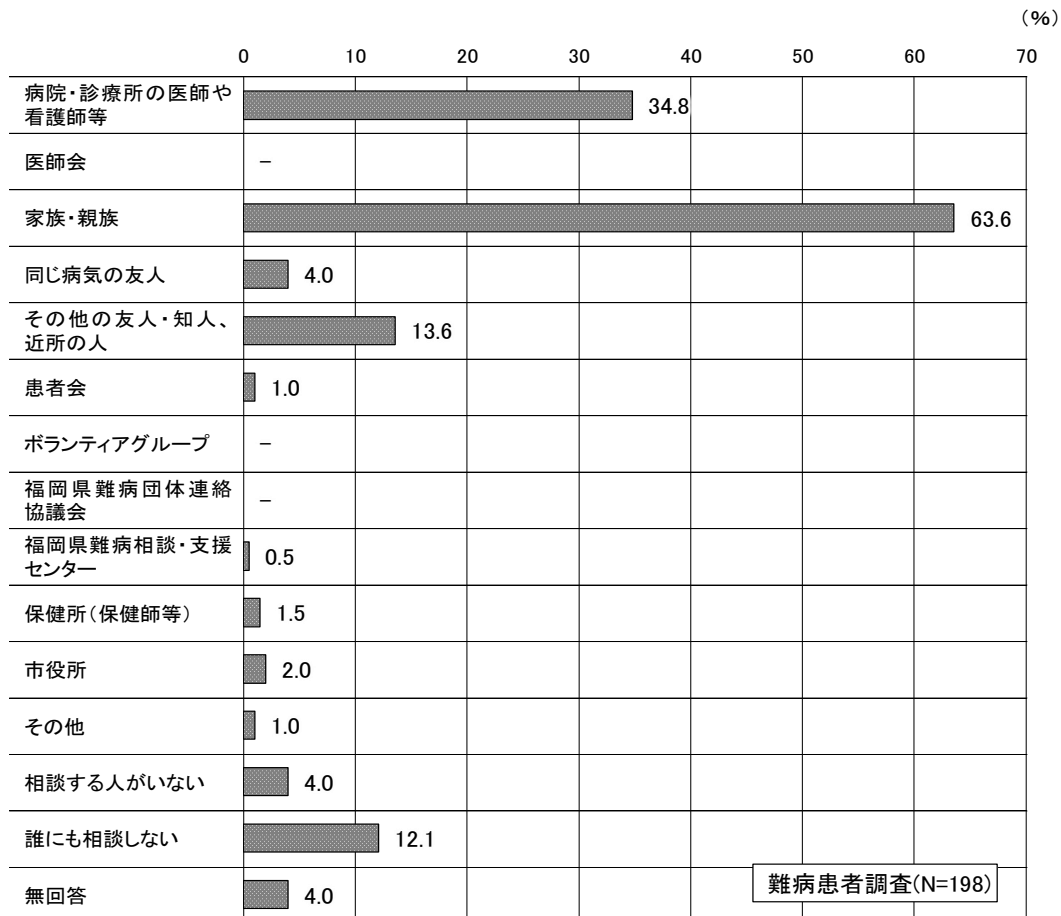 （%）
0 10 20 30 40 50 60 70
病院・診療所の医師や
看護師等
34.8
医師会
－
家族・親族
63.6
同じ病気の友人
4.0
その他の友人・知人、
近所の人
13.6
患者会
1.0
ボランティアグループ
－
福岡県難病団体連絡
協議会
－
福岡県難病相談・支援
センター
0.5
保健所（保健師等）
1.5
市役所
2.0
その他
1.0
相談する人がいない
4.0
誰にも相談しない
12.1
無回答
4.0
難病患者調査(N=198)